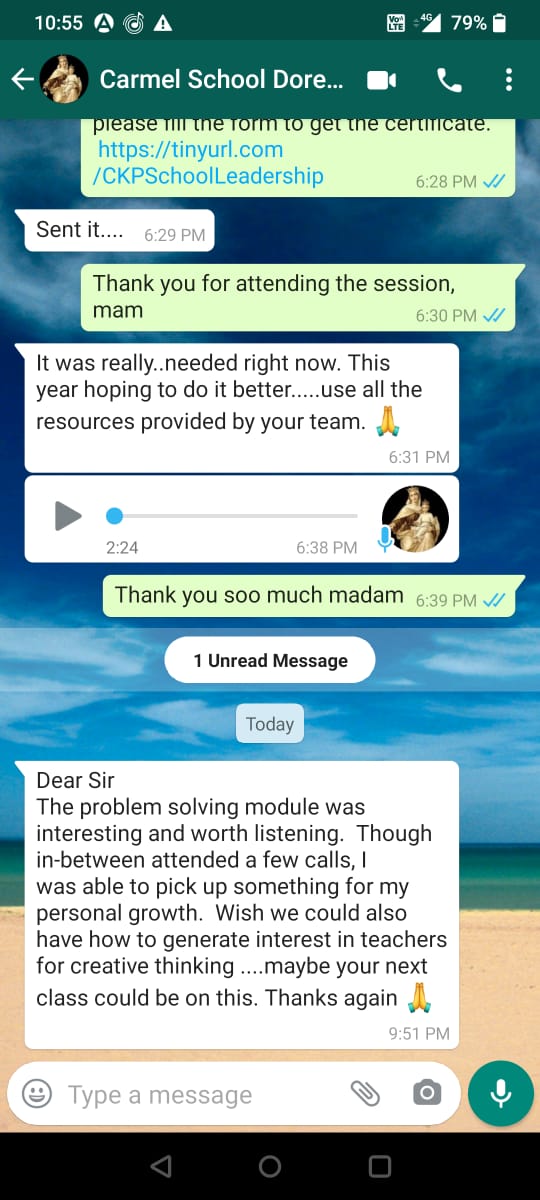 10:55 4G 79%
Carmel School Dore...
please fill the form to get the certificate.
https://tinyurl.com
/CKPSchoolLeadership
6:28 PM
Sent it.... 6:29 PM
Thank you for attending the session,
mam
6:30 PM
It was really..needed right now. This
year hoping to do it better.....use all the
resources provided by your team. 🙏
6:31 PM
2:24 6:38 PM
Thank you soo much madam 6:39 PM
1 Unread Message
Today
Dear Sir
The problem solving module was
interesting and worth listening. Though
in-between attended a few calls, I
was able to pick up something for my
personal growth. Wish we could also
have how to generate interest in teachers
for creative thinking ....maybe your next
class could be on this. Thanks again 🙏
9:51 PM
Type a message